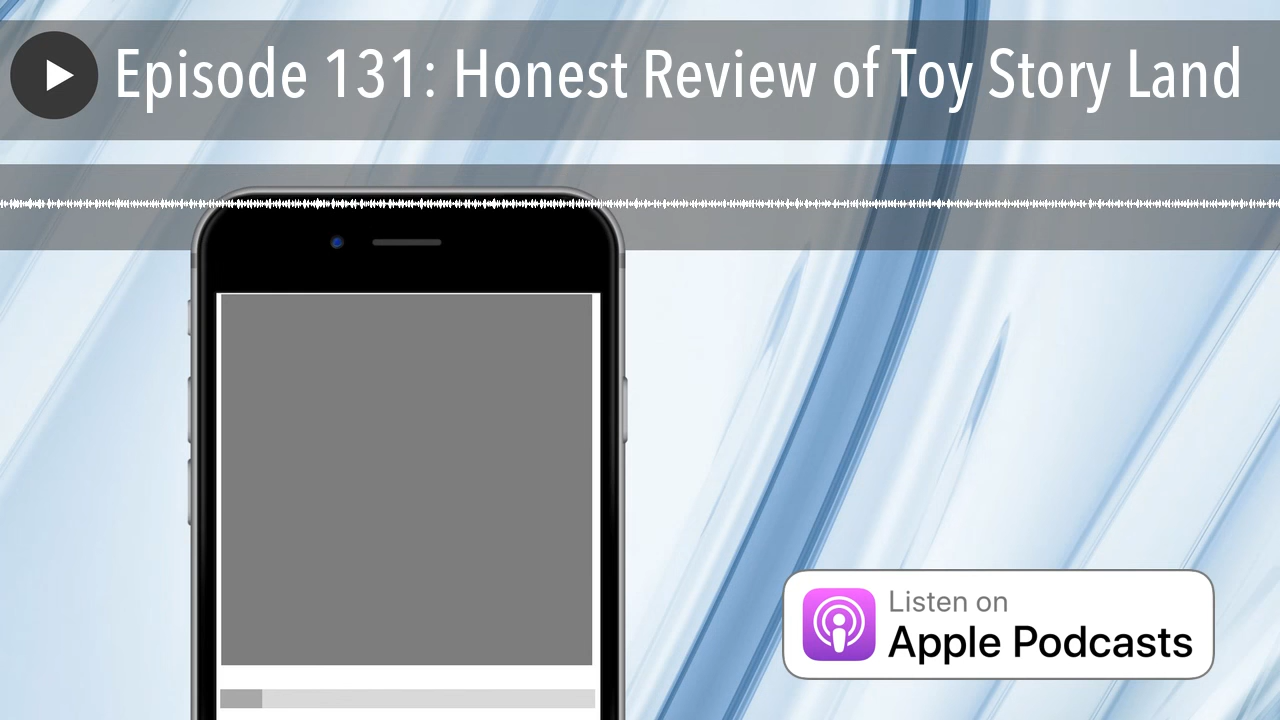 Episode 131: Honest Review of Toy Story Land
Listen on
Apple Podcasts